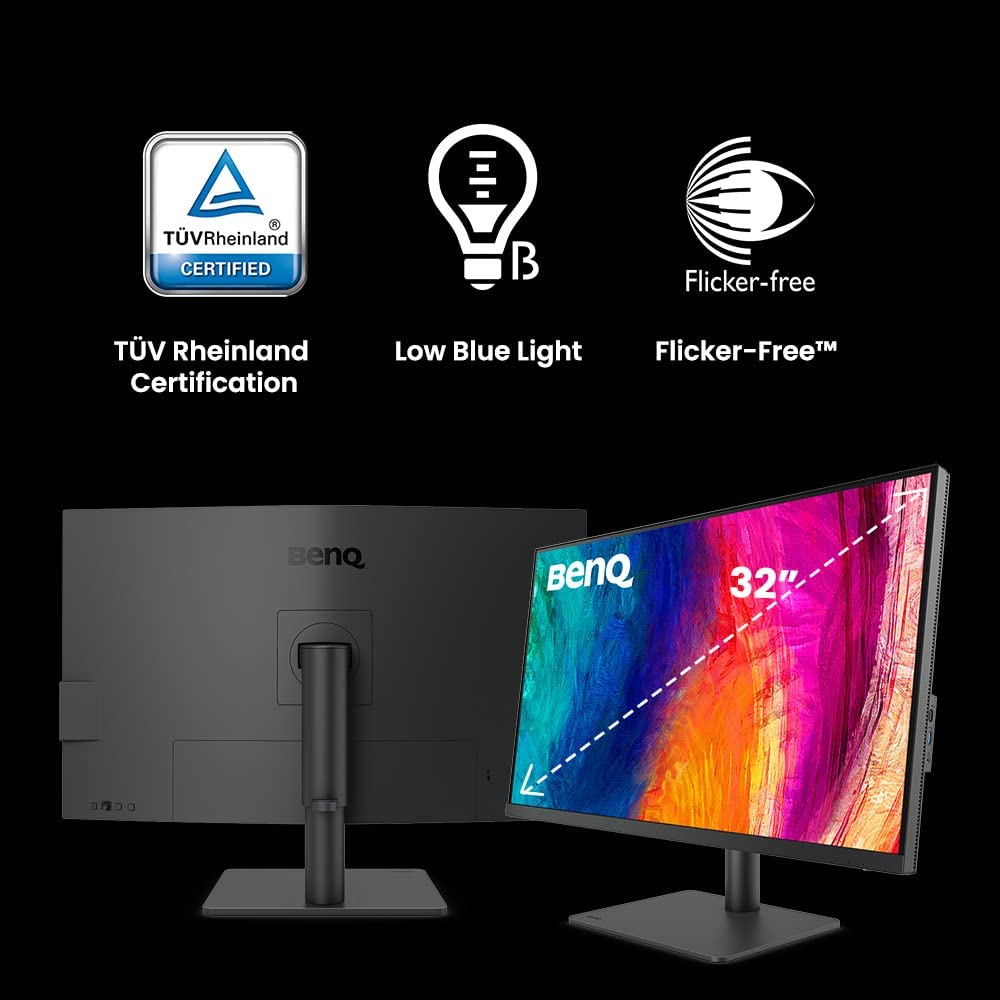 TÜVRheinland®
CERTIFIED
B
Flicker-free
TÜV Rheinland
Certification
Low Blue Light
Flicker-Free™
BenQ
BenQ
32”